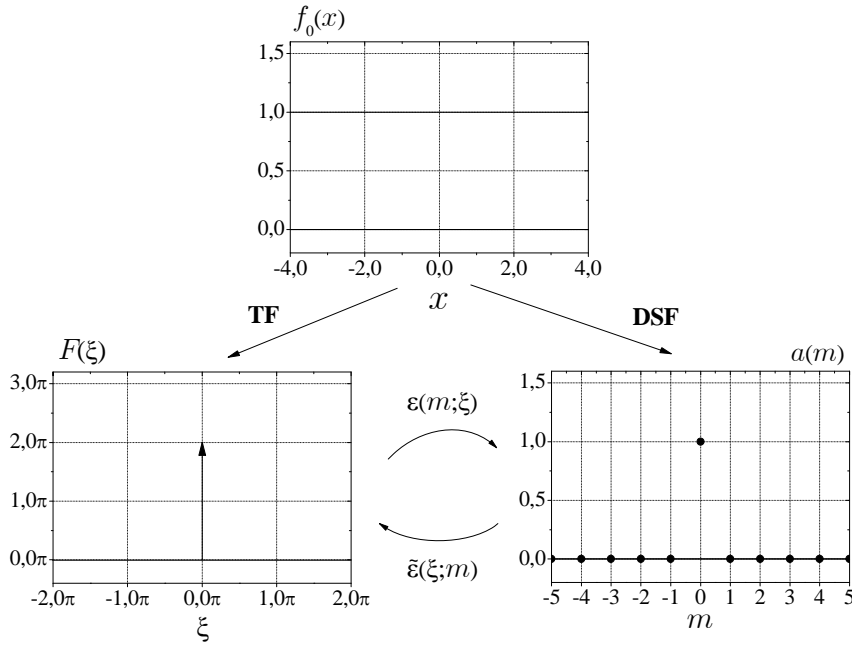 f₀(x)
1,5
1,0
0,5
0,0
-4,0 -2,0 0,0 2,0 4,0
x
TF
DSF
F(ξ)
3,0π
2,0π
1,0π
0,0π
-2,0π -1,0π 0,0π 1,0π 2,0π
ξ
ε(m;ξ)
ε̃(ξ;m)
a(m)
1,5
1,0
0,5
0,0
-5 -4 -3 -2 -1 0 1 2 3 4 5
m